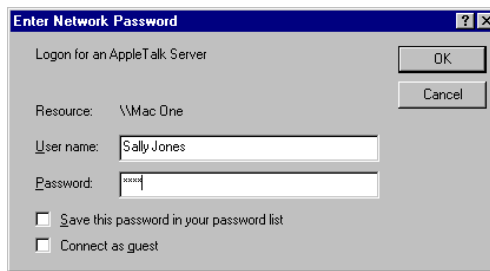 Enter Network Password
Logon for an AppleTalk Server
OK
Cancel
Resource: \\Mac One
User name: Sally Jones
Password: ****
Save this password in your password list
Connect as guest